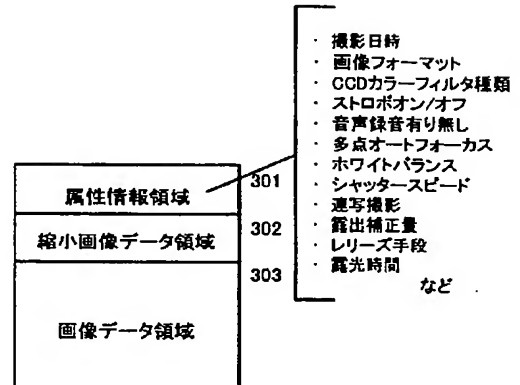 ・ 撮影日時
・ 画像フォーマット
・ CCDカラーフィルタ種類
・ ストロボオン/オフ
・ 音声録音有り無し
・ 多点オートフォーカス
・ ホワイトバランス
・ シャッタースピード
・ 連写撮影
・ 露出補正量
・ レリーズ手段
・ 露光時間
など
属性情報領域 301
縮小画像データ領域 302
画像データ領域 303